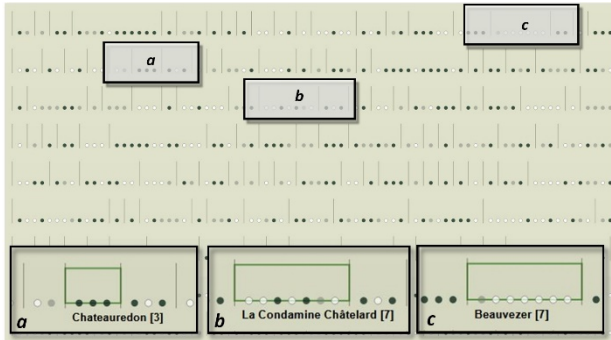 c
a
b
Chateauredon [3]
a
La Condamine Châtelard [7]
b
Beauvezer [7]
c